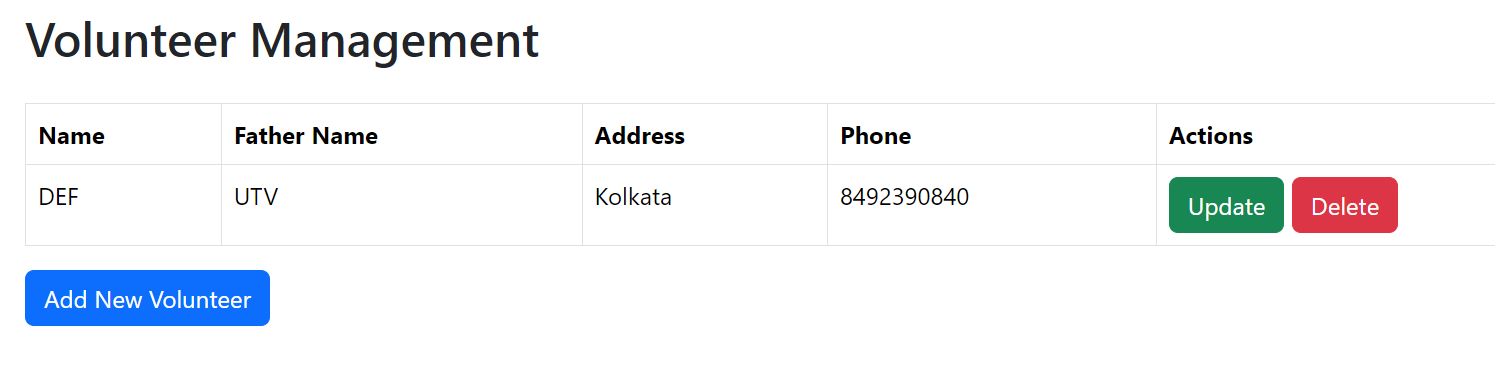 Volunteer Management
Name Father Name Address Phone Actions
DEF UTV Kolkata 8492390840 Update Delete
Add New Volunteer